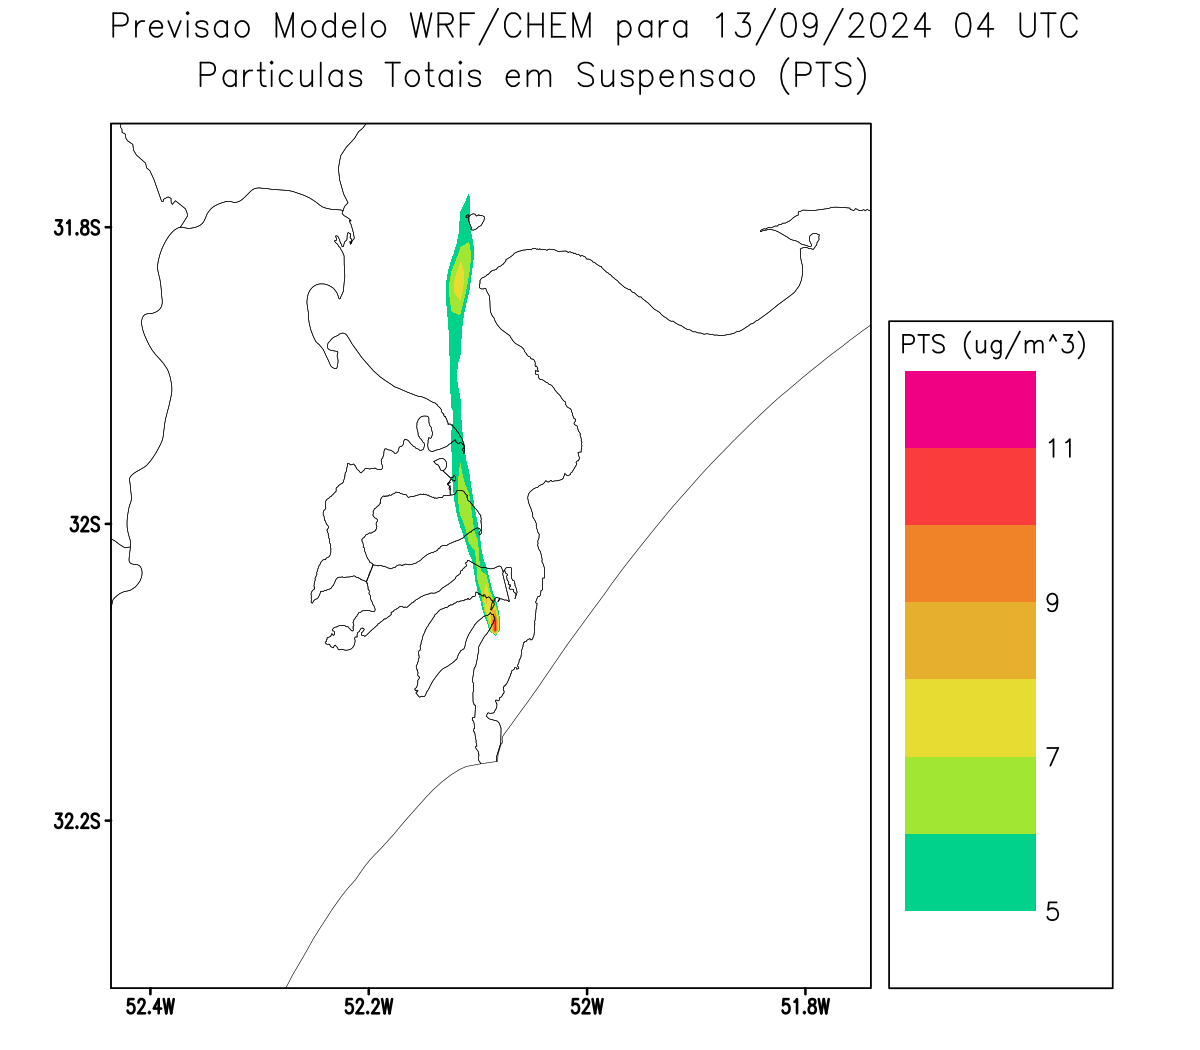 Previsao Modelo WRF/CHEM para 13/09/2024 04 UTC
Particulas Totais em Suspensao (PTS)
31.8S
32S
32.2S
52.4W
52.2W
52W
51.8W
PTS (ug/m^3)
11
9
7
5